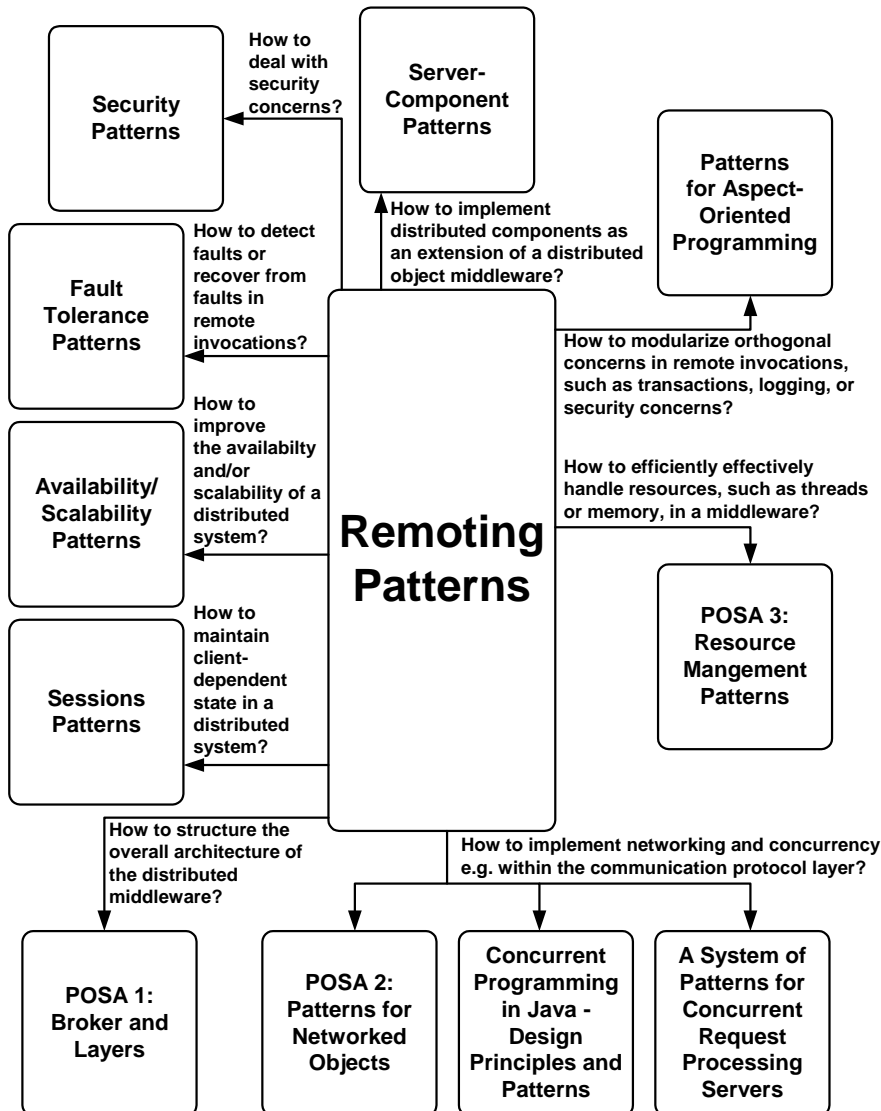 How to
deal with
security
concerns?
Security
Patterns
Server-
Component
Patterns
Patterns
for Aspect-
Oriented
Programming
How to implement
distributed components as
an extension of a distributed
object middleware?
How to detect
faults or
recover from
faults in
remote
invocations?
Fault
Tolerance
Patterns
How to modularize orthogonal
concerns in remote invocations,
such as transactions, logging, or
security concerns?
How to
improve
the availabilty
and/or
scalability of a
distributed
system?
Availability/
Scalability
Patterns
How to efficiently effectively
handle resources, such as threads
or memory, in a middleware?
Remoting
Patterns
POSA 3:
Resource
Mangement
Patterns
How to
maintain
client-
dependent
state in a
distributed
system?
Sessions
Patterns
How to structure the
overall architecture of
the distributed
middleware?
How to implement networking and concurrency
e.g. within the communication protocol layer?
POSA 1:
Broker and
Layers
POSA 2:
Patterns for
Networked
Objects
Concurrent
Programming
in Java -
Design
Principles and
Patterns
A System of
Patterns for
Concurrent
Request
Processing
Servers